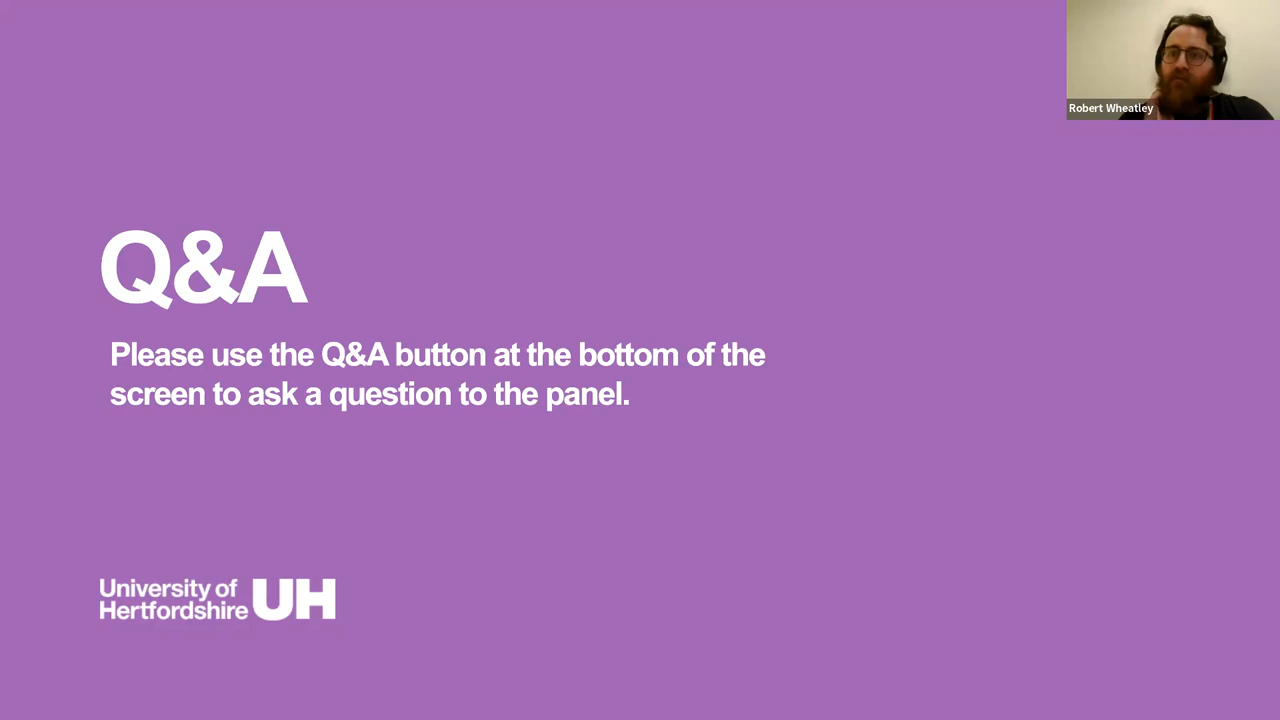 Robert Wheatley
Q&A
Please use the Q&A button at the bottom of the
screen to ask a question to the panel.
University of
Hertfordshire UH